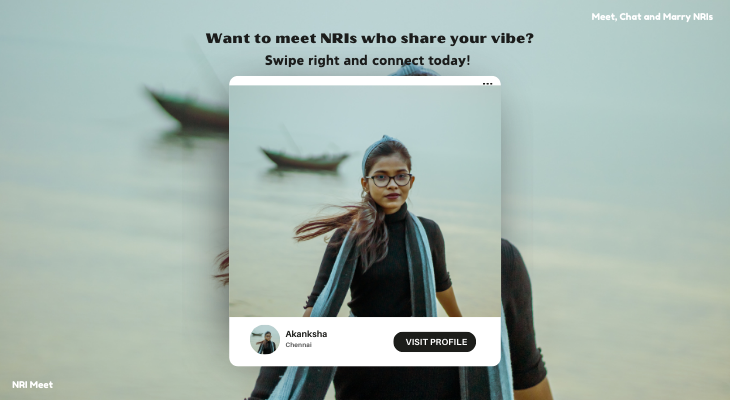 Meet, Chat and Marry NRIs
Want to meet NRIs who share your vibe?
Swipe right and connect today!
Akanksha
Chennai
VISIT PROFILE
NRI Meet